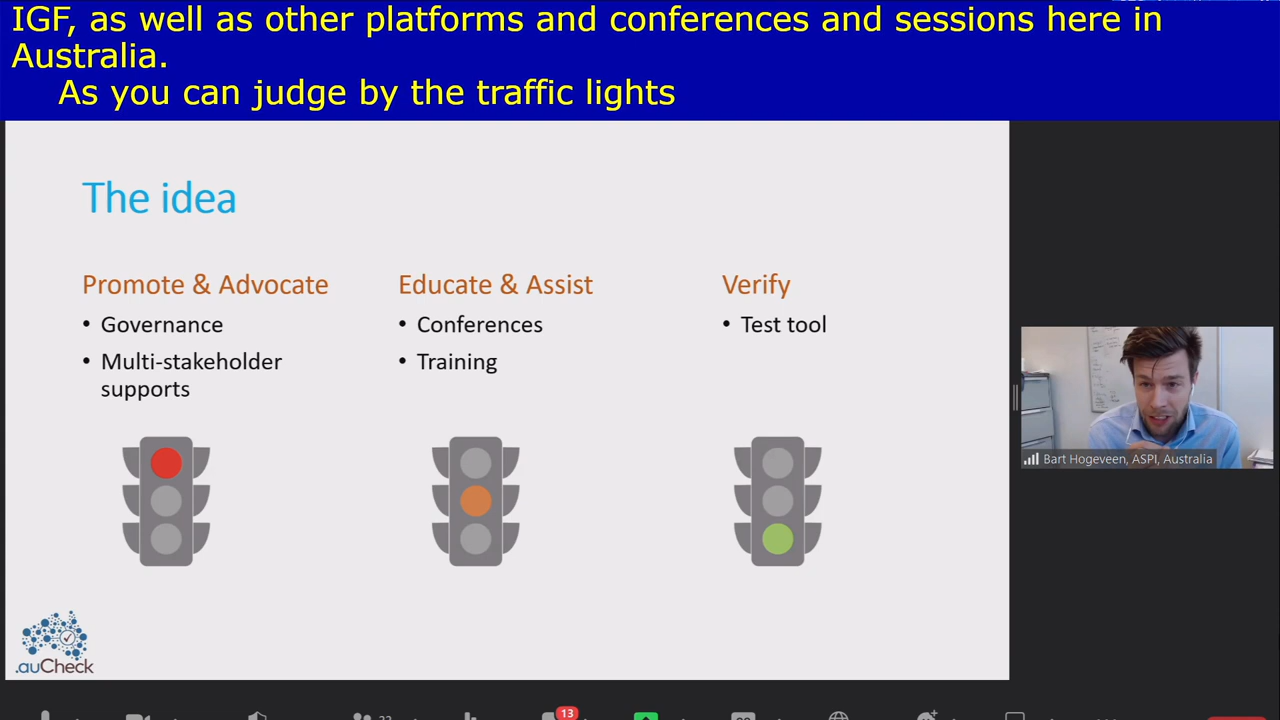 IGF, as well as other platforms and conferences and sessions here in
Australia.
As you can judge by the traffic lights
The idea
Promote & Advocate
• Governance
• Multi-stakeholder
supports
Educate & Assist
• Conferences
• Training
Verify
• Test tool
Bart Hogeveen, ASPI, Australia
.auCheck
13